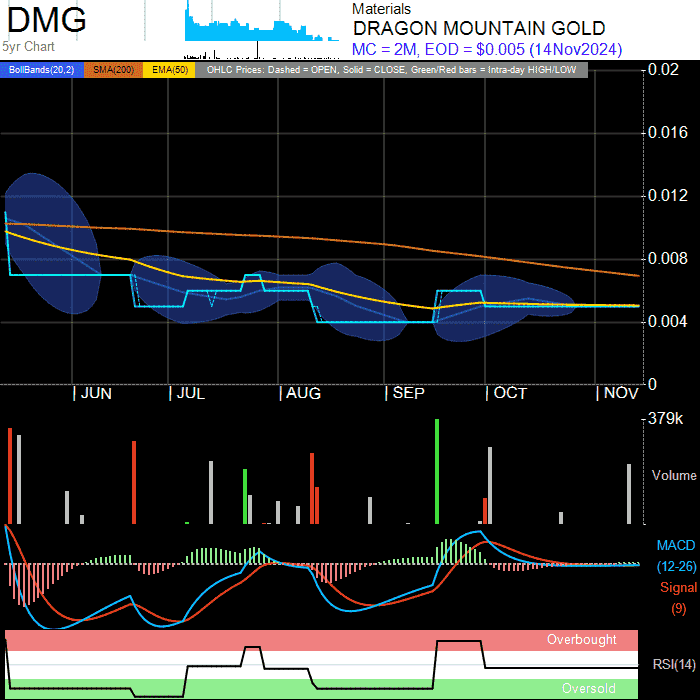 DMG
5yr Chart
Materials
DRAGON MOUNTAIN GOLD
MC = 2M, EOD = $0.005 (14Nov2024)
BollBands(20,2) SMA(200) EMA(50) OHLC Prices: Dashed = OPEN, Solid = CLOSE, Green/Red bars = Intra-day HIGH/LOW
0.02
0.016
0.012
0.008
0.004
0
| JUN | JUL | AUG | SEP | OCT | NOV
379k
Volume
MACD
(12-26)
Signal
(9)
Overbought
RSI(14)
Oversold